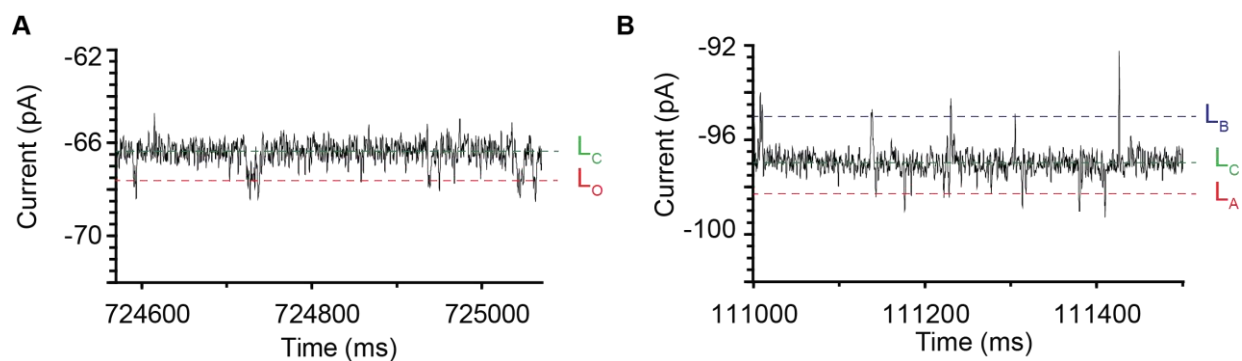 A
Current (pA)
-62
-66
-70
L_C
L_O
724600 724800 725000
Time (ms)
B
Current (pA)
-92
-96
-100
L_B
L_C
L_A
111000 111200 111400
Time (ms)